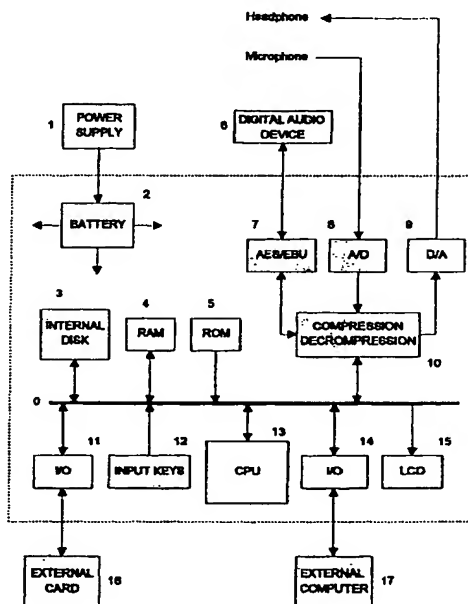 Headphone
Microphone
1
POWER
SUPPLY
6
DIGITAL AUDIO
DEVICE
2
BATTERY
7
8
9
AES/EBU
A/D
D/A
3
4
5
INTERNAL
DISK
RAM
ROM
COMPRESSION
DECROMPRESSION
10
0
11
12
13
14
15
I/O
INPUT KEYS
CPU
I/O
LCD
EXTERNAL
CARD
16
EXTERNAL
COMPUTER
17